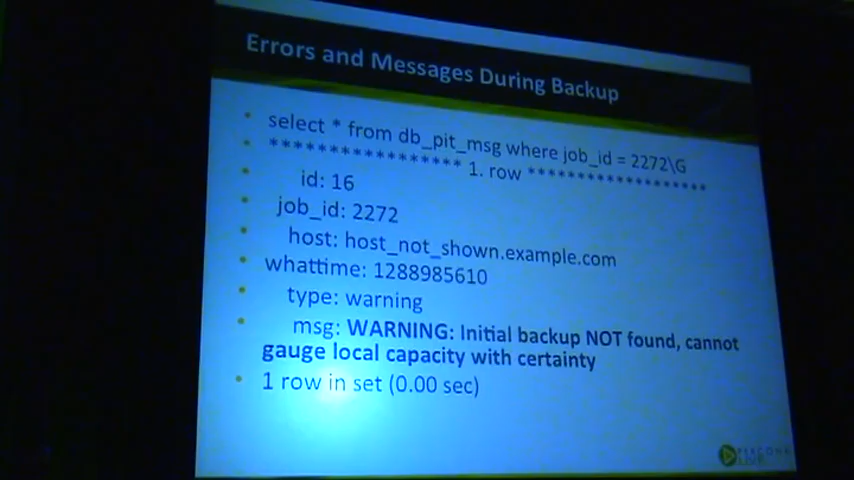 Errors and Messages During Backup
select * from db_pit_msg where job_id = 2272\G
***************** 1. row *******************
id: 16
job_id: 2272
host: host_not_shown.example.com
whattime: 1288985610
type: warning
msg: WARNING: Initial backup NOT found, cannot
gauge local capacity with certainty
1 row in set (0.00 sec)
PERCONA
LIVE